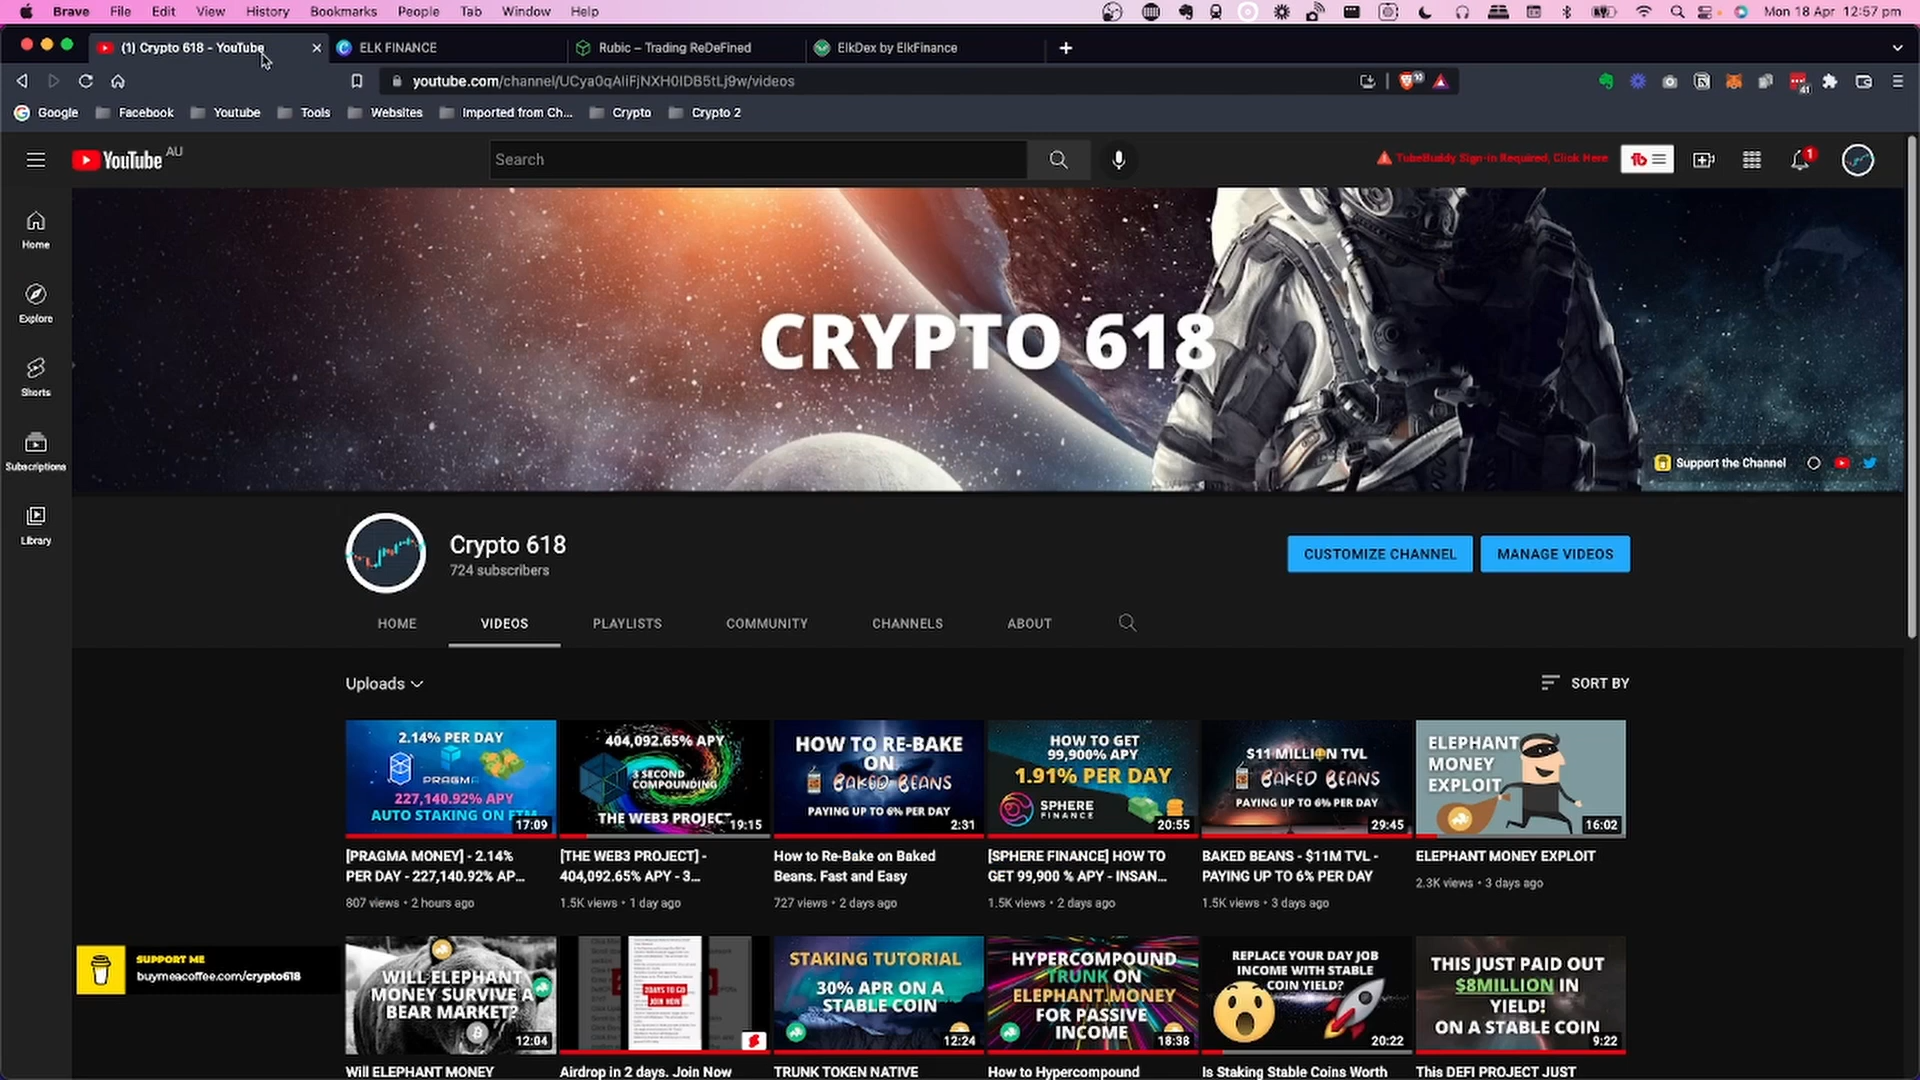 Brave File Edit View History Bookmarks People Tab Window Help Mon 18 Apr 12:57 pm
(1) Crypto 618 - YouTube ELK FINANCE Rubic – Trading ReDeFined ElkDex by ElkFinance
youtube.com/channel/UCya0qAliFjNXH0IDB5tLj9w/videos
Google Facebook Youtube Tools Websites Imported from Ch... Crypto Crypto 2
YouTube AU
Search
TubeBuddy Sign-in Required, Click Here
1
Home
Explore
Shorts
Subscriptions
Library
CRYPTO 618
Support the Channel
Crypto 618
724 subscribers
CUSTOMIZE CHANNEL MANAGE VIDEOS
HOME VIDEOS PLAYLISTS COMMUNITY CHANNELS ABOUT
Uploads
SORT BY
2.14% PER DAY
PRAGMA
227,140.92% APY
AUTO STAKING ON FTM
17:09
[PRAGMA MONEY] - 2.14%
PER DAY - 227,140.92% AP...
807 views • 2 hours ago
404,092.65% APY
3 SECOND
COMPOUNDING
THE WEB3 PROJECT
19:15
[THE WEB3 PROJECT] -
404,092.65% APY - 3...
1.5K views • 1 day ago
HOW TO RE-BAKE
ON
BAKED BEANS
PAYING UP TO 6% PER DAY
2:31
How to Re-Bake on Baked
Beans. Fast and Easy
727 views • 2 days ago
HOW TO GET
99,900% APY
1.91% PER DAY
SPHERE
FINANCE
20:55
[SPHERE FINANCE] HOW TO
GET 99,900 % APY - INSAN...
1.5K views • 2 days ago
$11 MILLION TVL
BAKED BEANS
PAYING UP TO 6% PER DAY
29:45
BAKED BEANS - $11M TVL -
PAYING UP TO 6% PER DAY
1.5K views • 3 days ago
ELEPHANT
MONEY
EXPLOIT
16:02
ELEPHANT MONEY EXPLOIT
2.3K views • 3 days ago
SUPPORT ME
buymeacoffee.com/crypto618
WILL ELEPHANT
MONEY SURVIVE A
BEAR MARKET?
12:04
Will ELEPHANT MONEY
2 DAYS TO GO
JOIN NOW
Airdrop in 2 days. Join Now
STAKING TUTORIAL
30% APR ON A
STABLE COIN
12:24
TRUNK TOKEN NATIVE
HYPERCOMPOUND
TRUNK ON
ELEPHANT.MONEY
FOR PASSIVE
INCOME
18:38
How to Hypercompound
REPLACE YOUR DAY JOB
INCOME WITH STABLE
COIN YIELD?
20:22
Is Staking Stable Coins Worth
THIS JUST PAID OUT
$8MILLION IN
YIELD!
ON A STABLE COIN
9:22
This DEFI PROJECT JUST